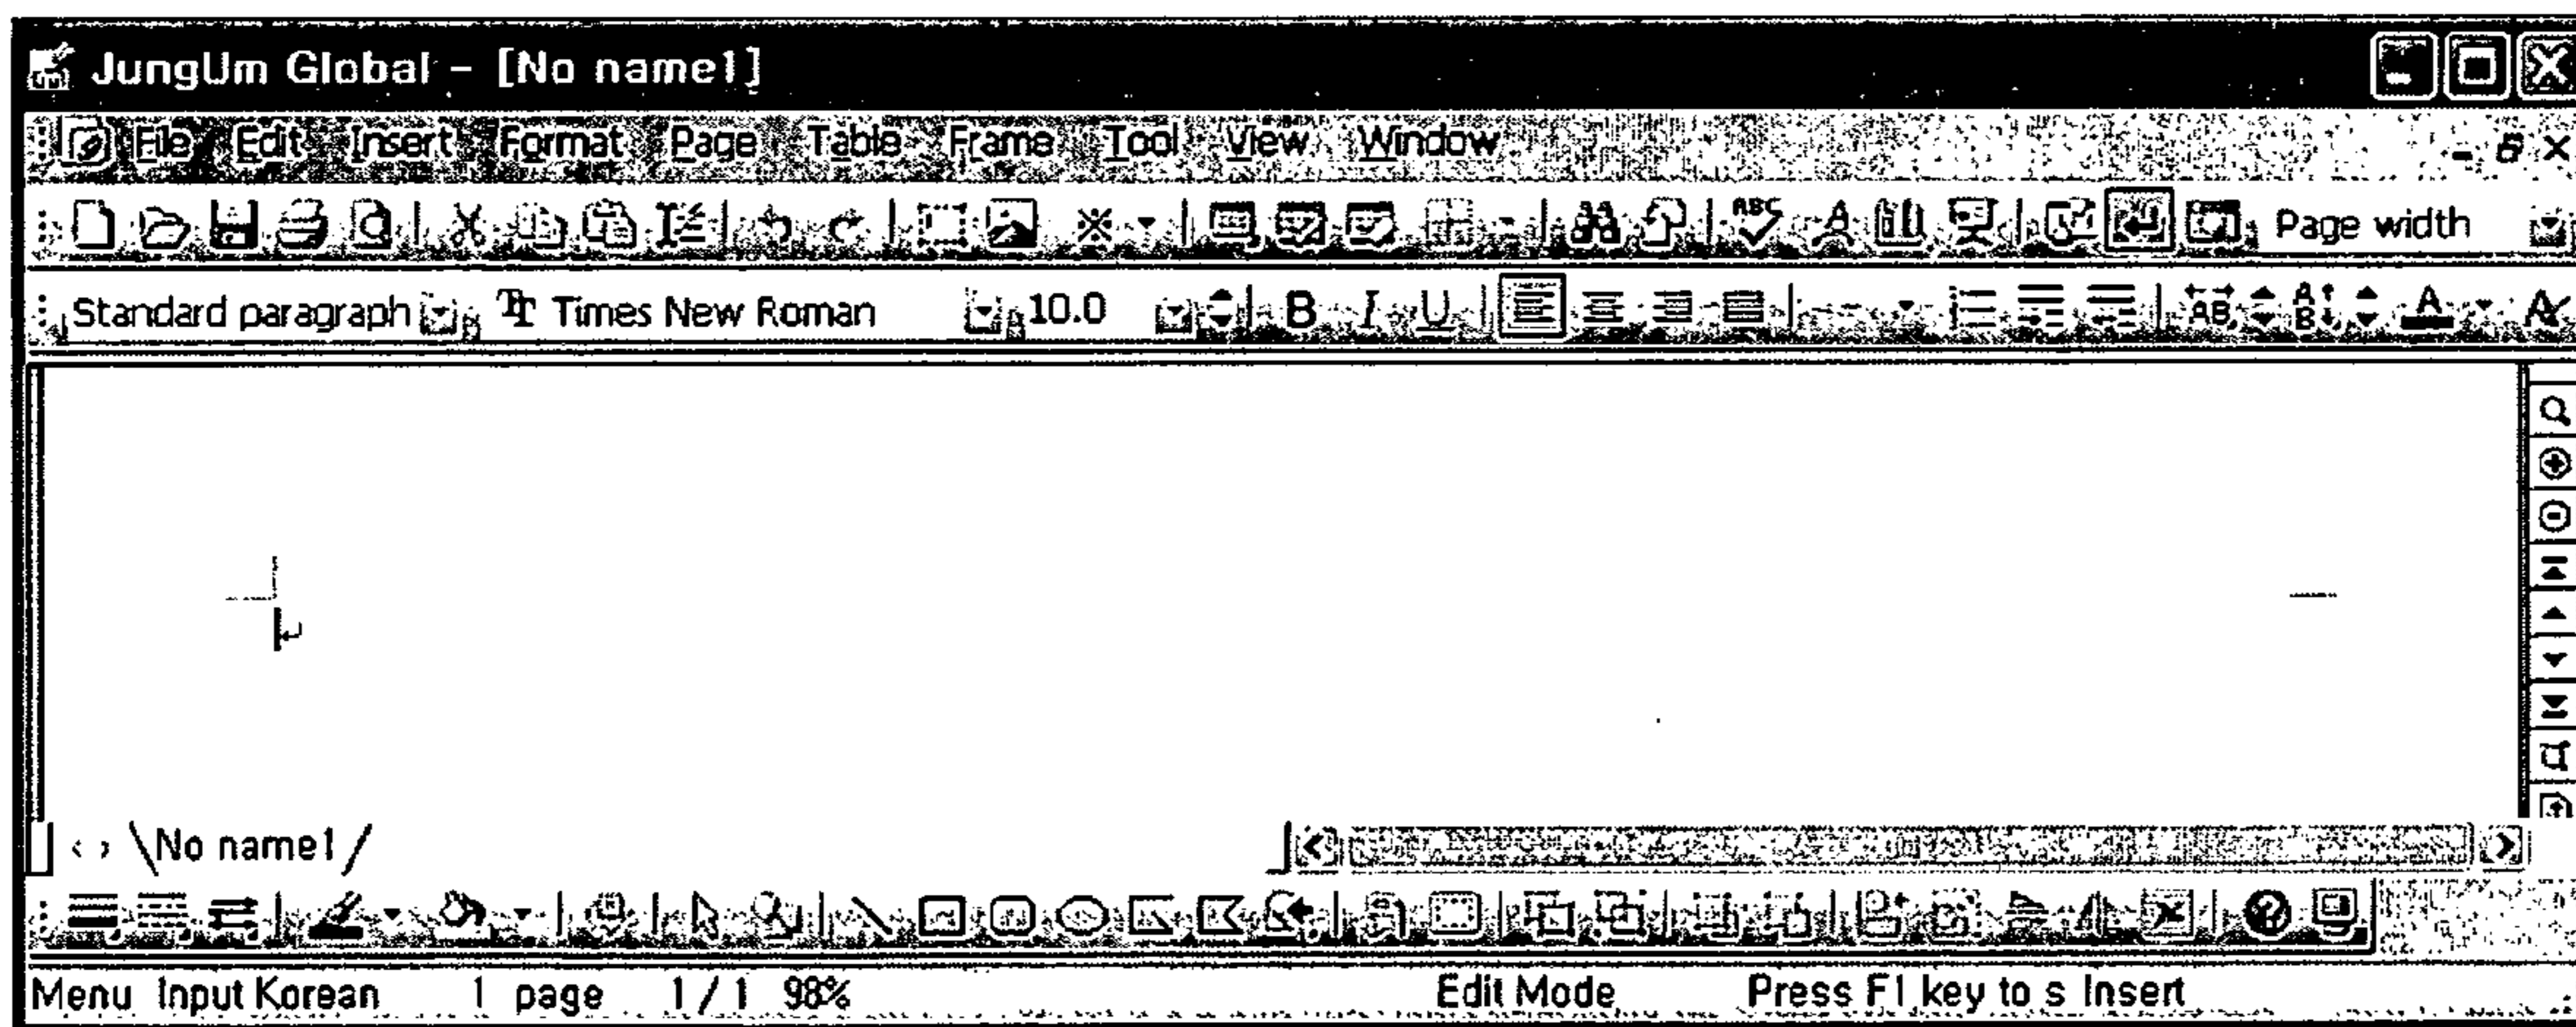 JungUm Global - [No name1]
File Edit Insert Format Page Table Frame Tool View Window
ABC Page width
Standard paragraph Times New Roman 10.0 B I U AB A B A
No name1
Menu Input Korean 1 page 1/1 98% Edit Mode Press F1 key to s Insert